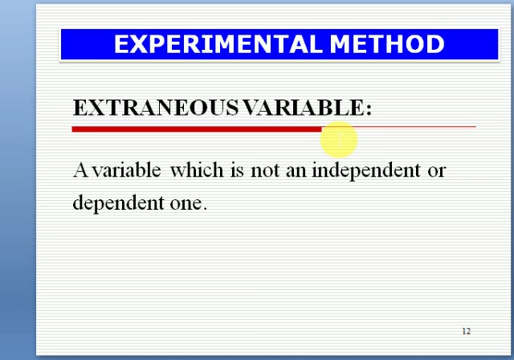 EXPERIMENTAL METHOD
EXTRANEOUS VARIABLE:
A variable which is not an independent or
dependent one.
12